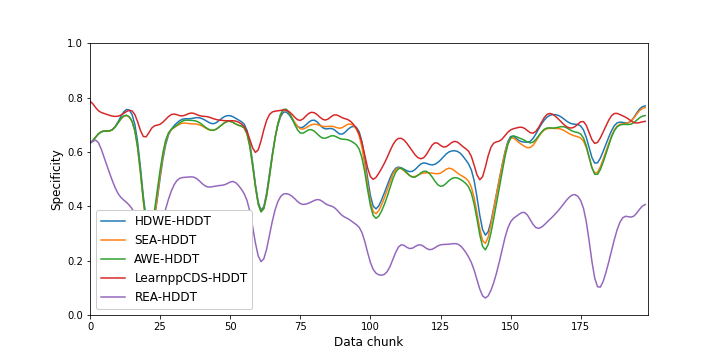 1.0
0.8
0.6
0.4
0.2
0.0
Specificity
HDWE-HDDT
SEA-HDDT
AWE-HDDT
LearnppCDS-HDDT
REA-HDDT
0 25 50 75 100 125 150 175
Data chunk